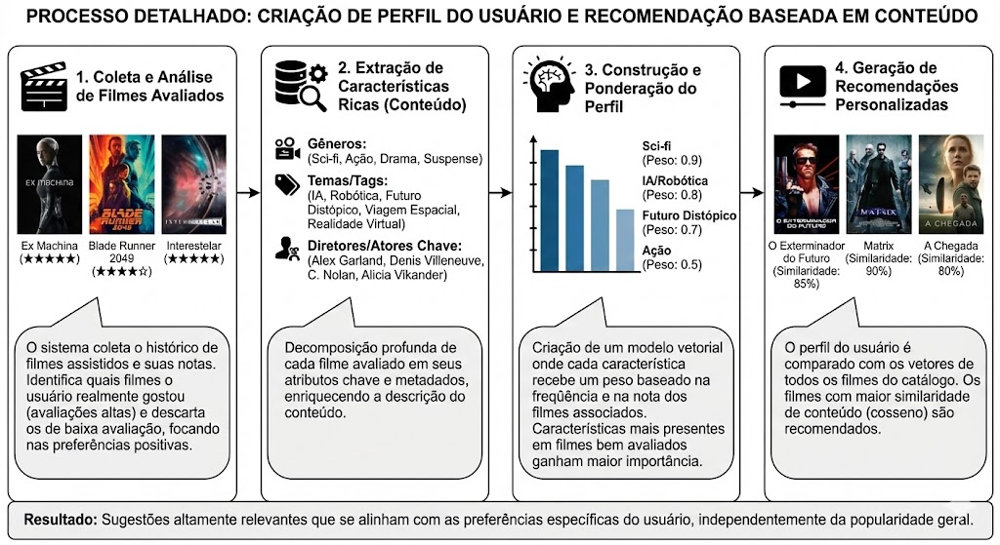 PROCESSO DETALHADO: CRIAÇÃO DE PERFIL DO USUÁRIO E RECOMENDAÇÃO BASEADA EM CONTEÚDO
1. Coleta e Análise
de Filmes Avaliados
EX MACHINA
BLADE
RUNNER
2049
INTERESTELAR
Ex Machina
(★★★★★)
Blade Runner
2049
(★★★★☆)
Interestelar
(★★★★★)
O sistema coleta o histórico de
filmes assistidos e suas notas.
Identifica quais filmes o
usuário realmente gostou
(avaliações altas) e descarta
os de baixa avaliação, focando
nas preferências positivas.
2. Extração de
Características
Ricas (Conteúdo)
Gêneros:
(Sci-fi, Ação, Drama, Suspense)
Temas/Tags:
(IA, Robótica, Futuro
Distópico, Viagem Espacial,
Realidade Virtual)
Diretores/Atores Chave:
(Alex Garland, Denis Villeneuve,
C. Nolan, Alicia Vikander)
Decomposição profunda de
cada filme avaliado em seus
atributos chave e metadados,
enriquecendo a descrição do
conteúdo.
3. Construção e
Ponderação do
Perfil
Sci-fi
(Peso: 0.9)
IA/Robótica
(Peso: 0.8)
Futuro Distópico
(Peso: 0.7)
Ação
(Peso: 0.5)
Criação de um modelo vetorial
onde cada característica
recebe um peso baseado na
freqüência e na nota dos
filmes associados.
Características mais presentes
em filmes bem avaliados
ganham maior importância.
4. Geração de
Recomendações
Personalizadas
O EXTERMINADOR
DO FUTURO
MATRIX
A CHEGADA
O Exterminador
do Futuro
(Similaridade:
85%)
Matrix
(Similaridade:
90%)
A Chegada
(Similaridade:
80%)
O perfil do usuário é
comparado com os vetores de
todos os filmes do catálogo. Os
filmes com maior similaridade
de conteúdo (cosseno) são
recomendados.
Resultado: Sugestões altamente relevantes que se alinham com as preferências específicas do usuário, independentemente da popularidade geral.